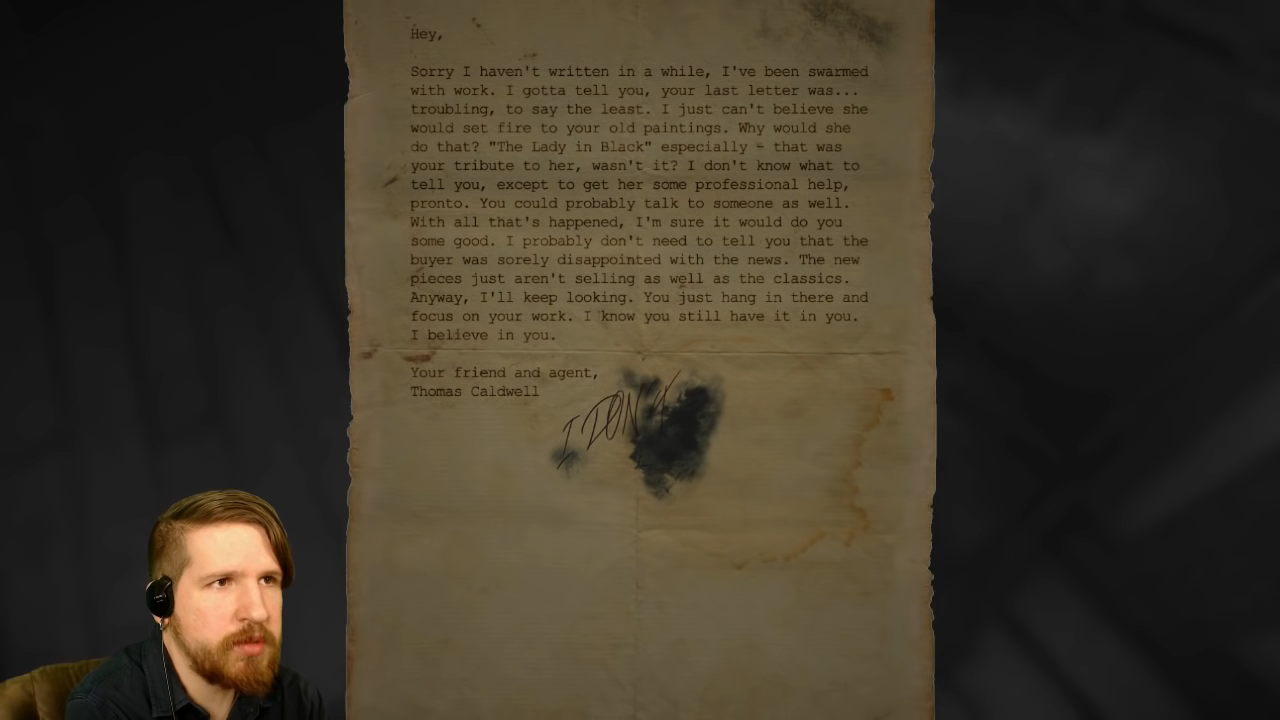 Hey,
Sorry I haven't written in a while, I've been swarmed
with work. I gotta tell you, your last letter was...
troubling, to say the least. I just can't believe she
would set fire to your old paintings. Why would she
do that? "The Lady in Black" especially - that was
your tribute to her, wasn't it? I don't know what to
tell you, except to get her some professional help,
pronto. You could probably talk to someone as well.
With all that's happened, I'm sure it would do you
some good. I probably don't need to tell you that the
buyer was sorely disappointed with the news. The new
pieces just aren't selling as well as the classics.
Anyway, I'll keep looking. You just hang in there and
focus on your work. I know you still have it in you.
I believe in you.
Your friend and agent,
Thomas Caldwell
I DON'T